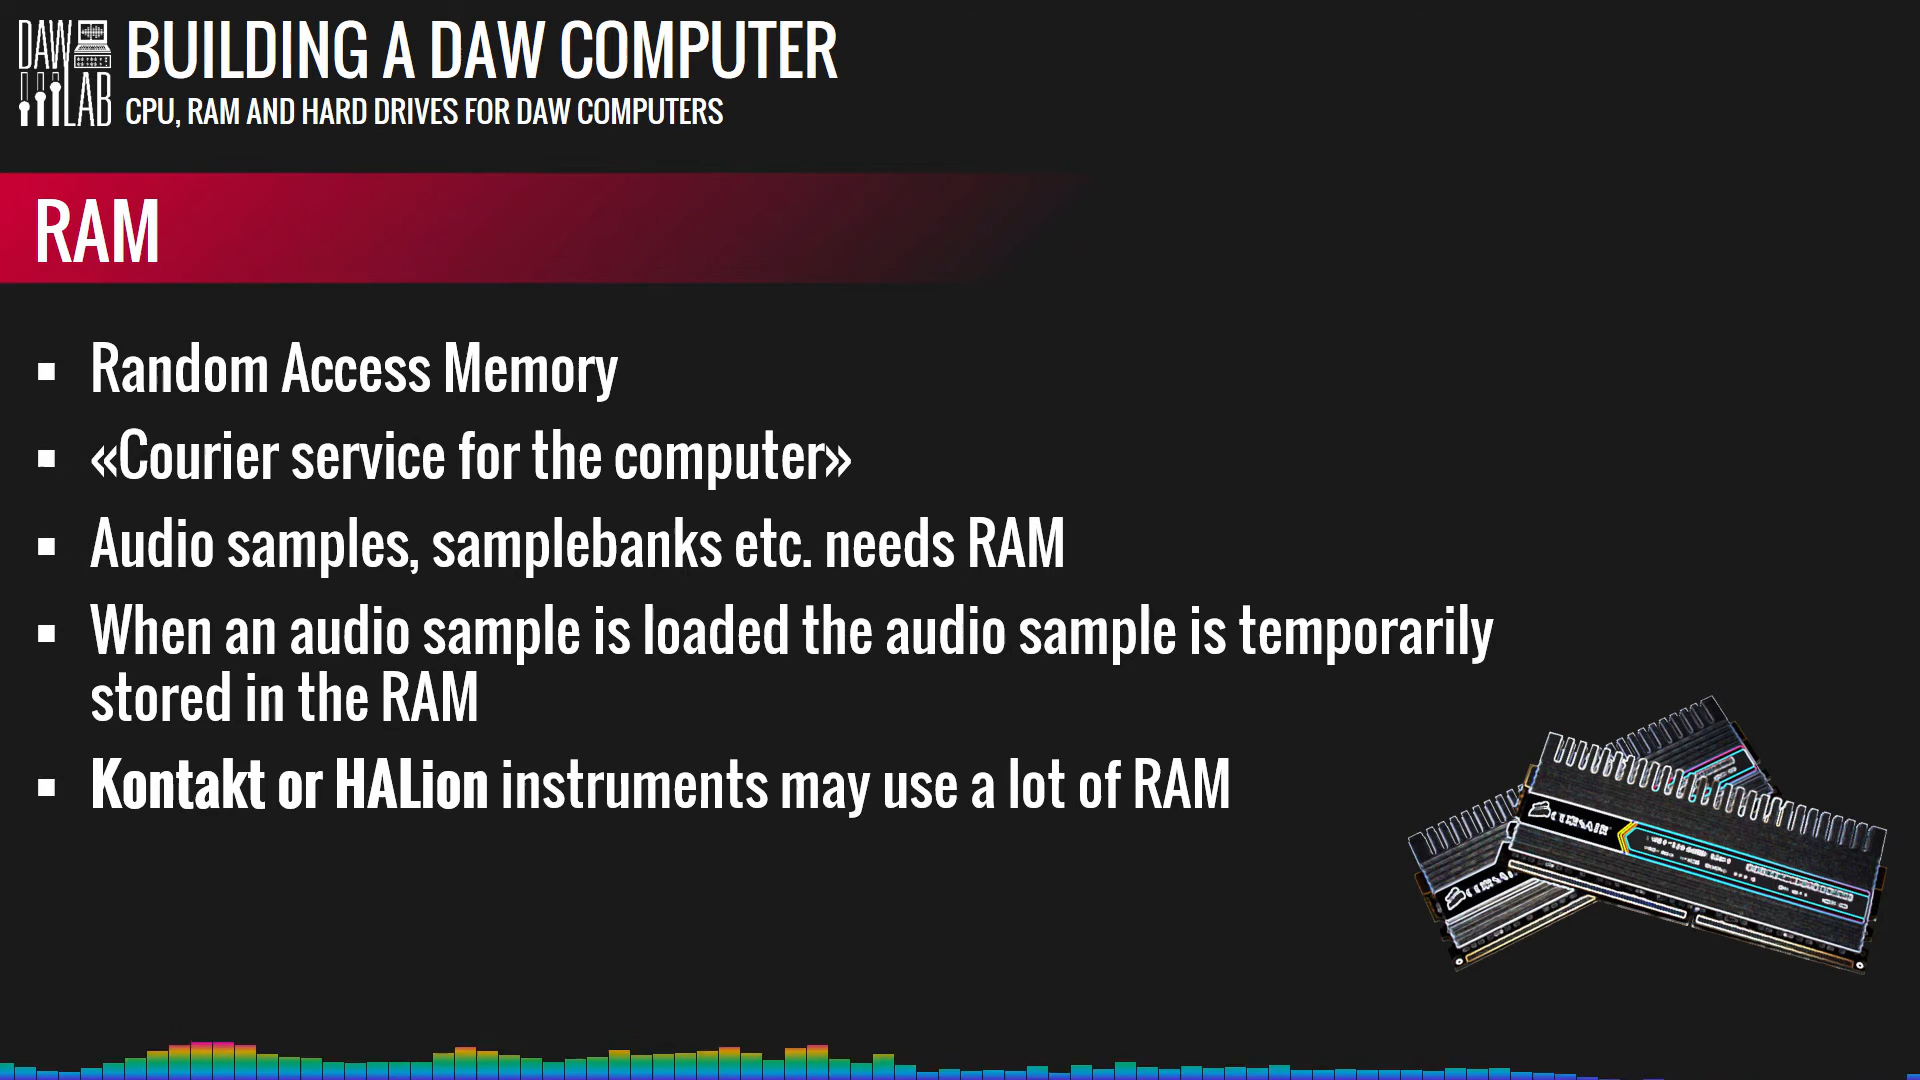 DAW LAB
BUILDING A DAW COMPUTER
CPU, RAM AND HARD DRIVES FOR DAW COMPUTERS
RAM
▪ Random Access Memory
▪ «Courier service for the computer»
▪ Audio samples, samplebanks etc. needs RAM
▪ When an audio sample is loaded the audio sample is temporarily
stored in the RAM
▪ Kontakt or HALion instruments may use a lot of RAM